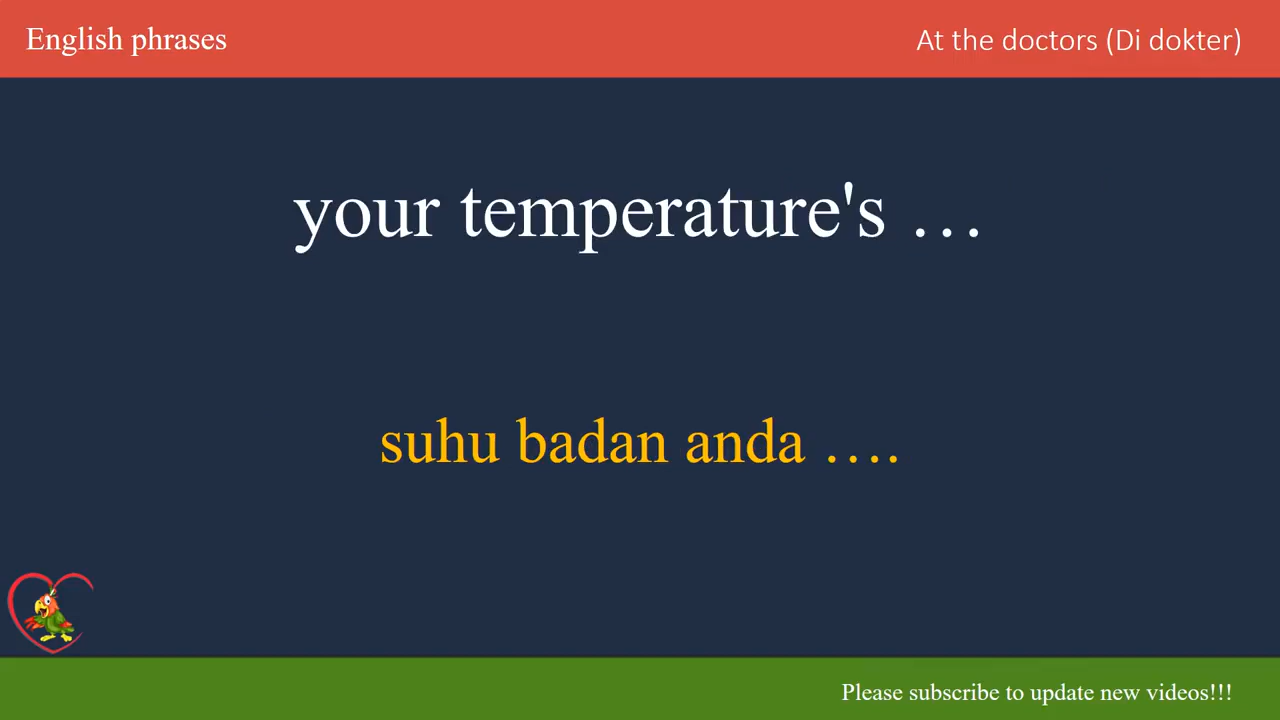 English phrases
At the doctors (Di dokter)
your temperature's …
suhu badan anda ….
Please subscribe to update new videos!!!